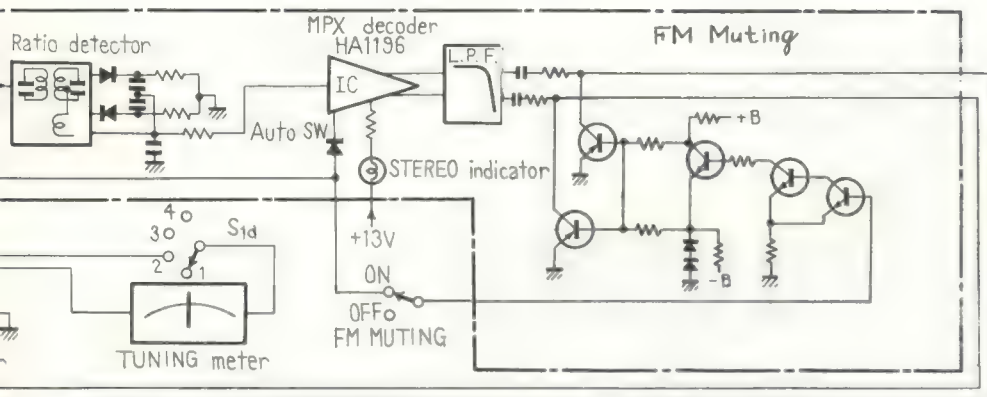 MPX decoder
HA1196
FM Muting
Ratio detector
L.P.F.
IC
+B
Auto SW
STEREO indicator
4
S1d
3
+13V
2
1
ON
-B
OFF
FM MUTING
TUNING meter